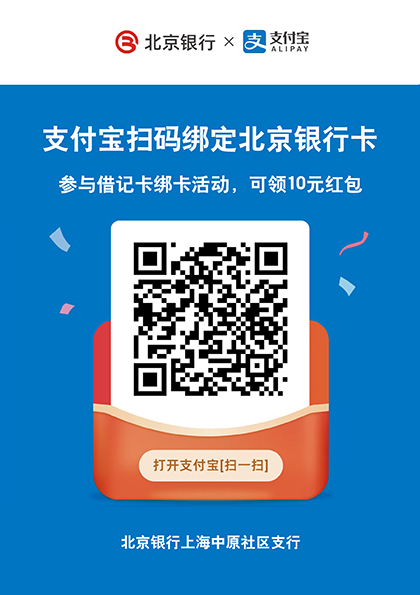 北京银行 × 支 支付宝
ALIPAY
支付宝扫码绑定北京银行卡
参与借记卡绑卡活动，可领10元红包
打开支付宝[扫一扫]
北京银行上海中原社区支行